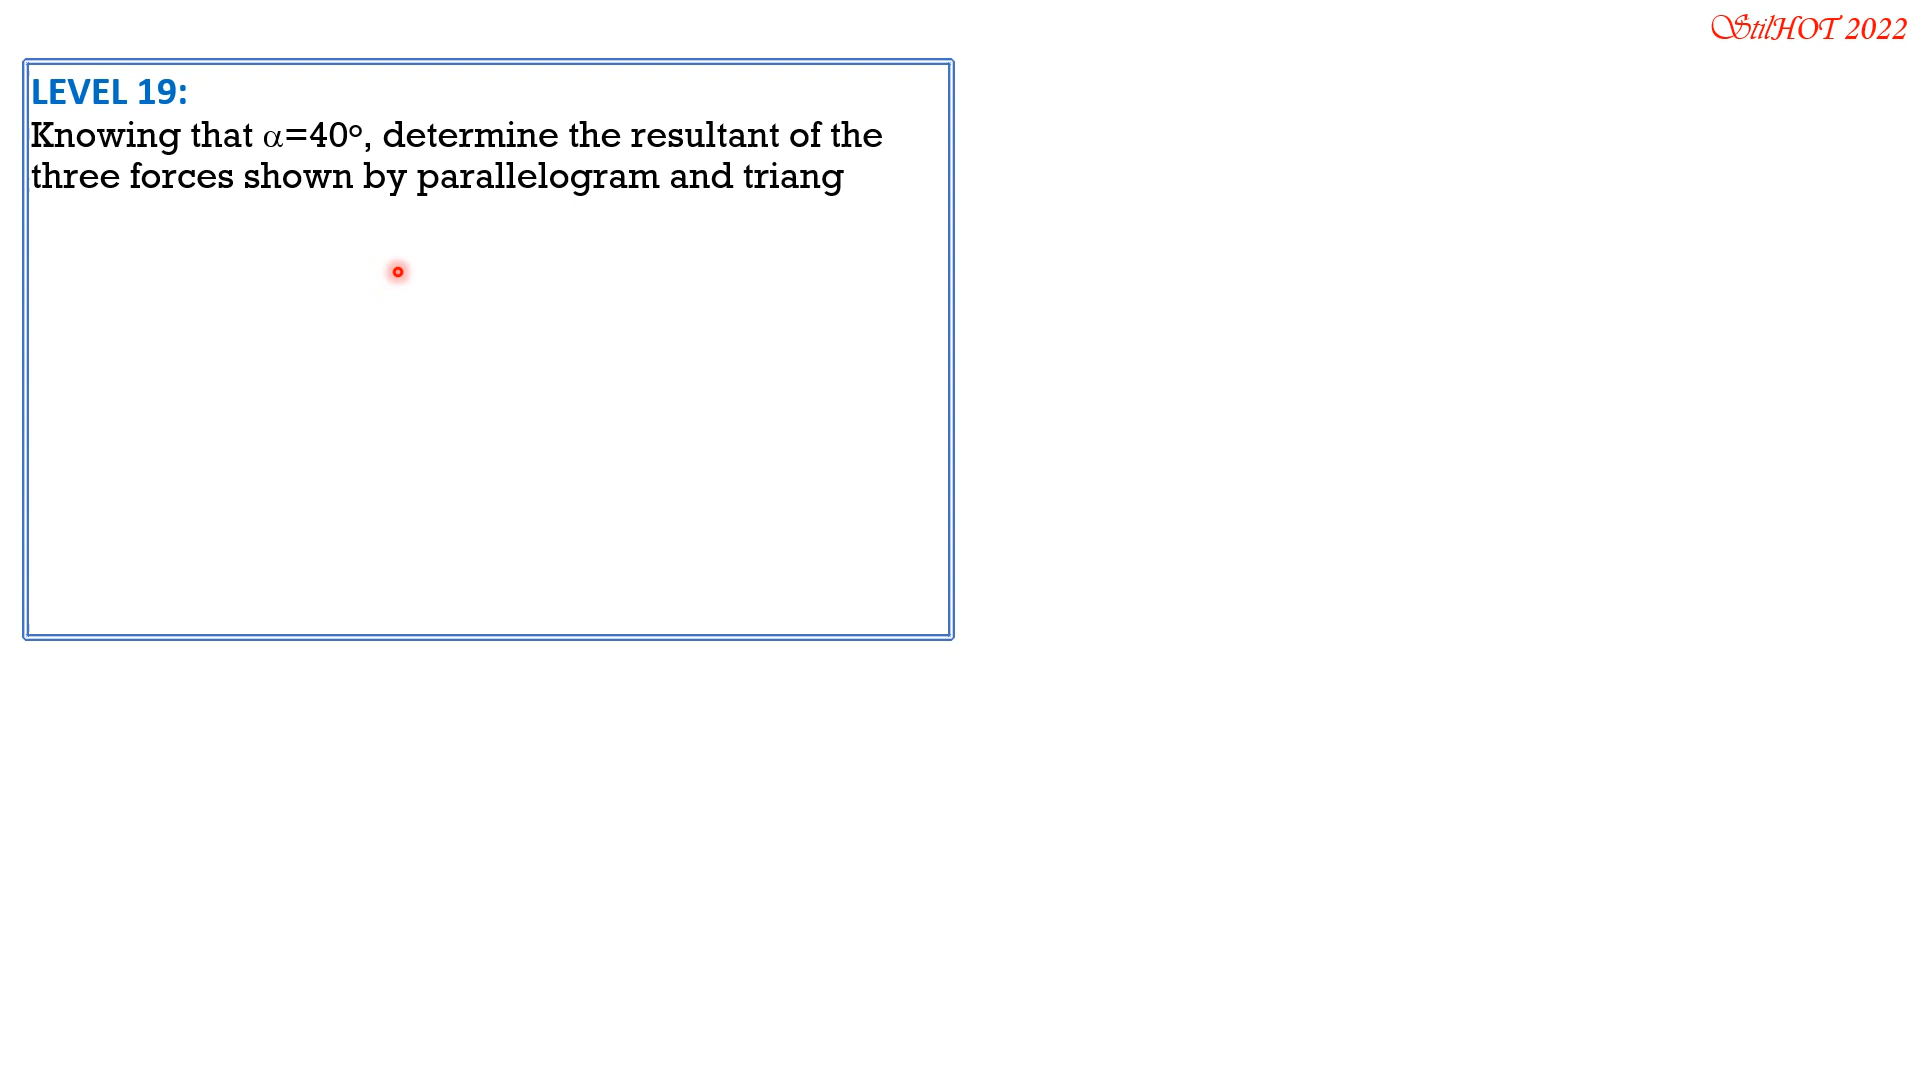 StilHOT 2022
LEVEL 19:
Knowing that α=40°, determine the resultant of the
three forces shown by parallelogram and triang